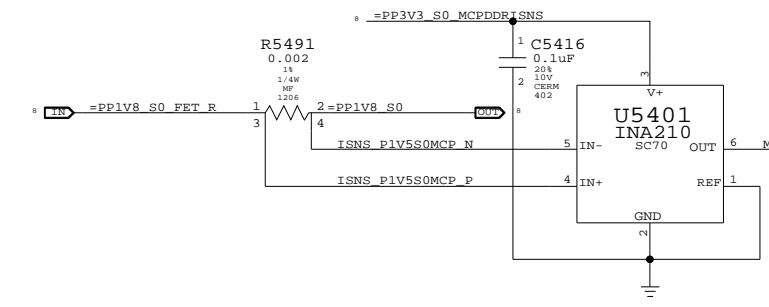 8 =PP3V3_S0_MCPDDRISNS
R5491
0.002
1%
1/4W
MF
1206
1 C5416
0.1uF
20%
10V
2 CERM
402
3
V+
8 IN =PP1V8_S0_FET_R 1 2 =PP1V8_S0 OUT 8
3 4
U5401
INA210
SC70
ISNS_P1V5S0MCP_N 5 IN- OUT 6 M
ISNS_P1V5S0MCP_P 4 IN+ REF 1
GND
2